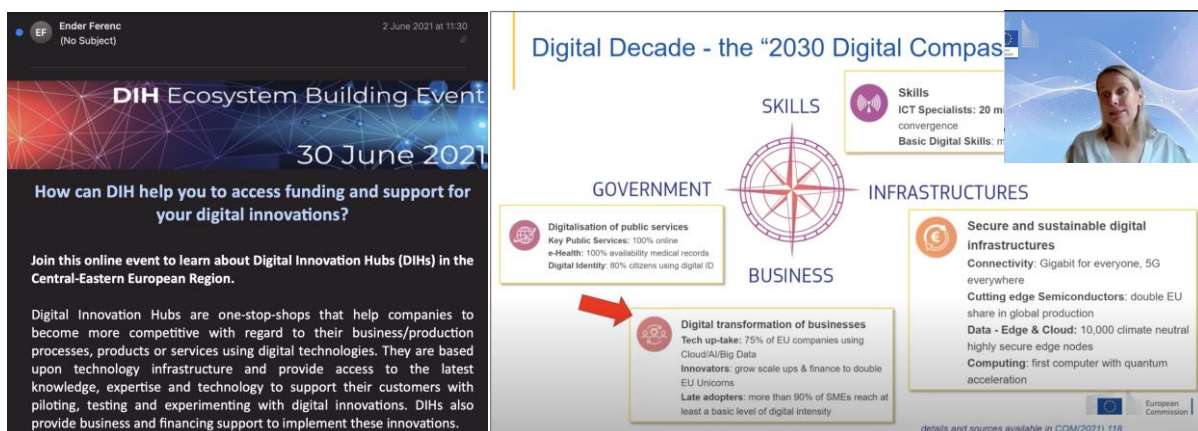 EF
Ender Ferenc
2 June 2021 at 11:30
(No Subject)
DIH Ecosystem Building Event
30 June 2021
How can DIH help you to access funding and support for
your digital innovations?
Join this online event to learn about Digital Innovation Hubs (DIHs) in the
Central-Eastern European Region.
Digital Innovation Hubs are one-stop-shops that help companies to
become more competitive with regard to their business/production
processes, products or services using digital technologies. They are based
upon technology infrastructure and provide access to the latest
knowledge, expertise and technology to support their customers with
piloting, testing and experimenting with digital innovations. DIHs also
provide business and financing support to implement these innovations.
Digital Decade - the “2030 Digital Compas
SKILLS
Skills
ICT Specialists: 20 mi
convergence
Basic Digital Skills: m
GOVERNMENT
INFRASTRUCTURES
Digitalisation of public services
Key Public Services: 100% online
e-Health: 100% availability medical records
Digital Identity: 80% citizens using digital ID
BUSINESS
Secure and sustainable digital
infrastructures
Connectivity: Gigabit for everyone, 5G
everywhere
Cutting edge Semiconductors: double EU
share in global production
Data - Edge & Cloud: 10,000 climate neutral
highly secure edge nodes
Computing: first computer with quantum
acceleration
Digital transformation of businesses
Tech up-take: 75% of EU companies using
Cloud/AI/Big Data
Innovators: grow scale ups & finance to double
EU Unicorns
Late adopters: more than 90% of SMEs reach at
least a basic level of digital intensity
European
Commission
details and sources available in COM(2021) 118